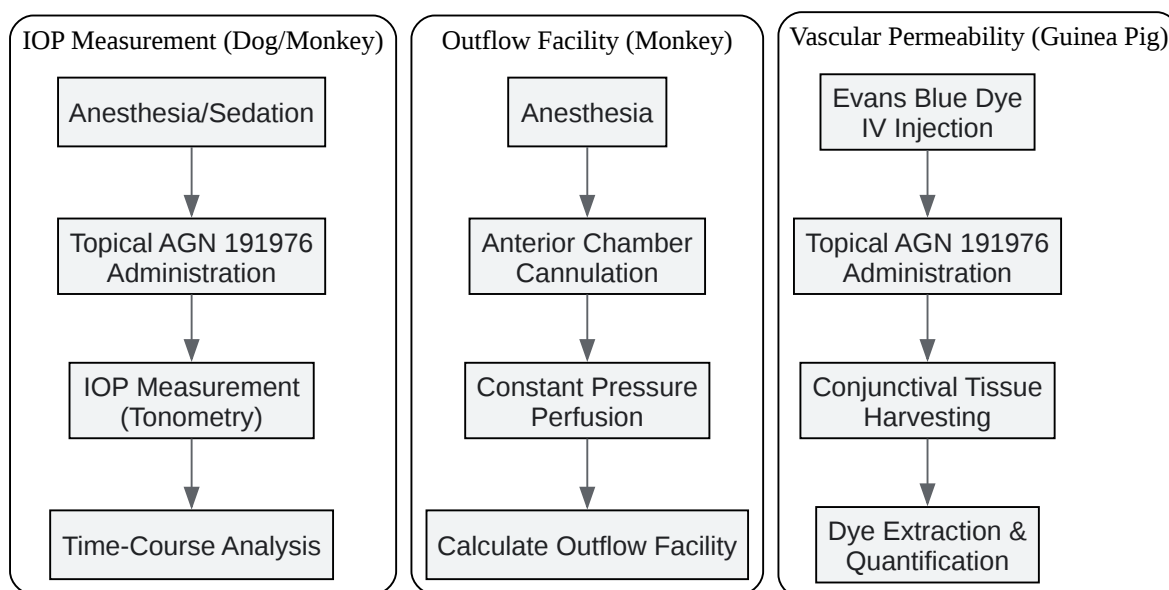 IOP Measurement (Dog/Monkey)
Anesthesia/Sedation
Topical AGN 191976
Administration
IOP Measurement
(Tonometry)
Time-Course Analysis
Outflow Facility (Monkey)
Anesthesia
Anterior Chamber
Cannulation
Constant Pressure
Perfusion
Calculate Outflow Facility
Vascular Permeability (Guinea Pig)
Evans Blue Dye
IV Injection
Topical AGN 191976
Administration
Conjunctival Tissue
Harvesting
Dye Extraction &
Quantification